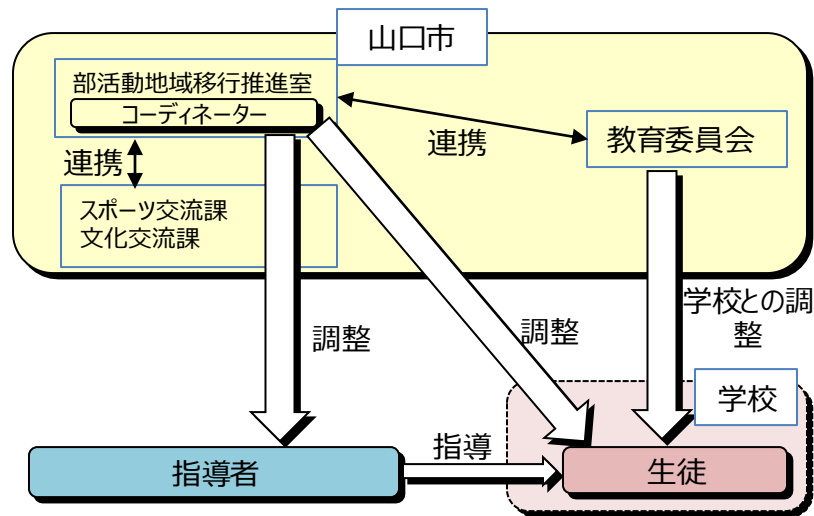 山口市
部活動地域移行推進室
コーディネーター
連携
連携
教育委員会
スポーツ交流課
文化交流課
調整
調整
学校との調
整
学校
指導者
指導
生徒